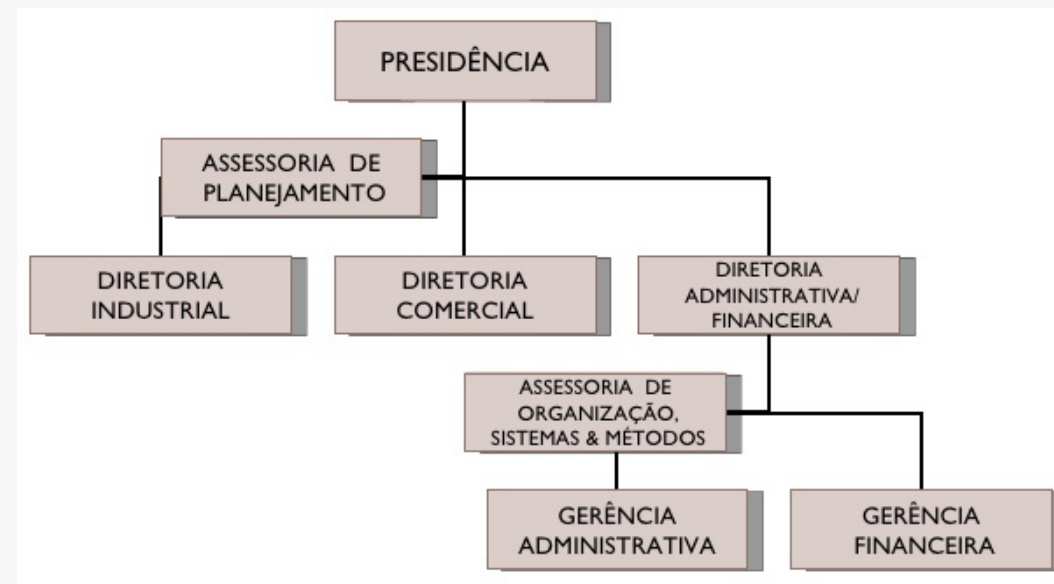 PRESIDÊNCIA
ASSESSORIA DE
PLANEJAMENTO
DIRETORIA
INDUSTRIAL
DIRETORIA
COMERCIAL
DIRETORIA
ADMINISTRATIVA/
FINANCEIRA
ASSESSORIA DE
ORGANIZAÇÃO,
SISTEMAS & MÉTODOS
GERÊNCIA
ADMINISTRATIVA
GERÊNCIA
FINANCEIRA